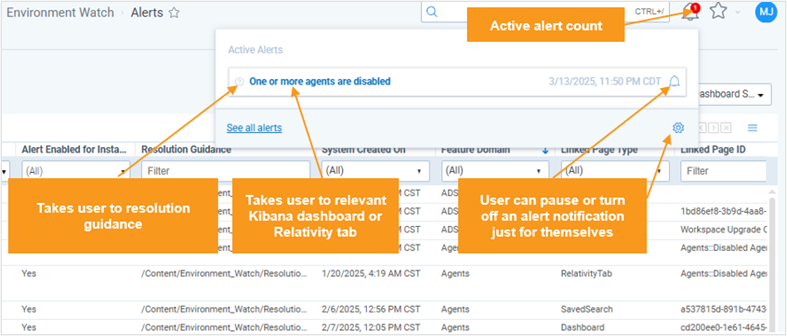 Environment Watch Alerts
CTRL+/
1
MJ
Active alert count
Active Alerts
One or more agents are disabled 3/13/2025, 11:50 PM CDT
ashboard S...
See all alerts
Alert Enabled for Insta... Resolution Guidance System Created On Feature Domain Linked Page Type Linked Page ID
(All) Filter (All) (All) (All) Filter
Takes user to resolution
guidance
Takes user to relevant
Kibana dashboard or
Relativity tab
User can pause or turn
off an alert notification
just for themselves
M CST ADS
M CST ADS 1bd86ef8-3b9d-4aa8-
M CST Workspace Upgrade C
M CST Age Agents::Disabled Agen
Yes /Content/Environment_Watch/Resolutio... 1/20/2025, 4:19 AM CST Agents RelativityTab Agents::Disabled Agen
Yes /Content/Environment_Watch/Resolutio... 2/6/2025, 12:56 PM CST Agents SavedSearch a537815d-891b-4743-
Yes /Content/Environment_Watch/Resolutio... 2/7/2025, 12:05 PM CST Agents Dashboard cd200ee0-1e61-4645-